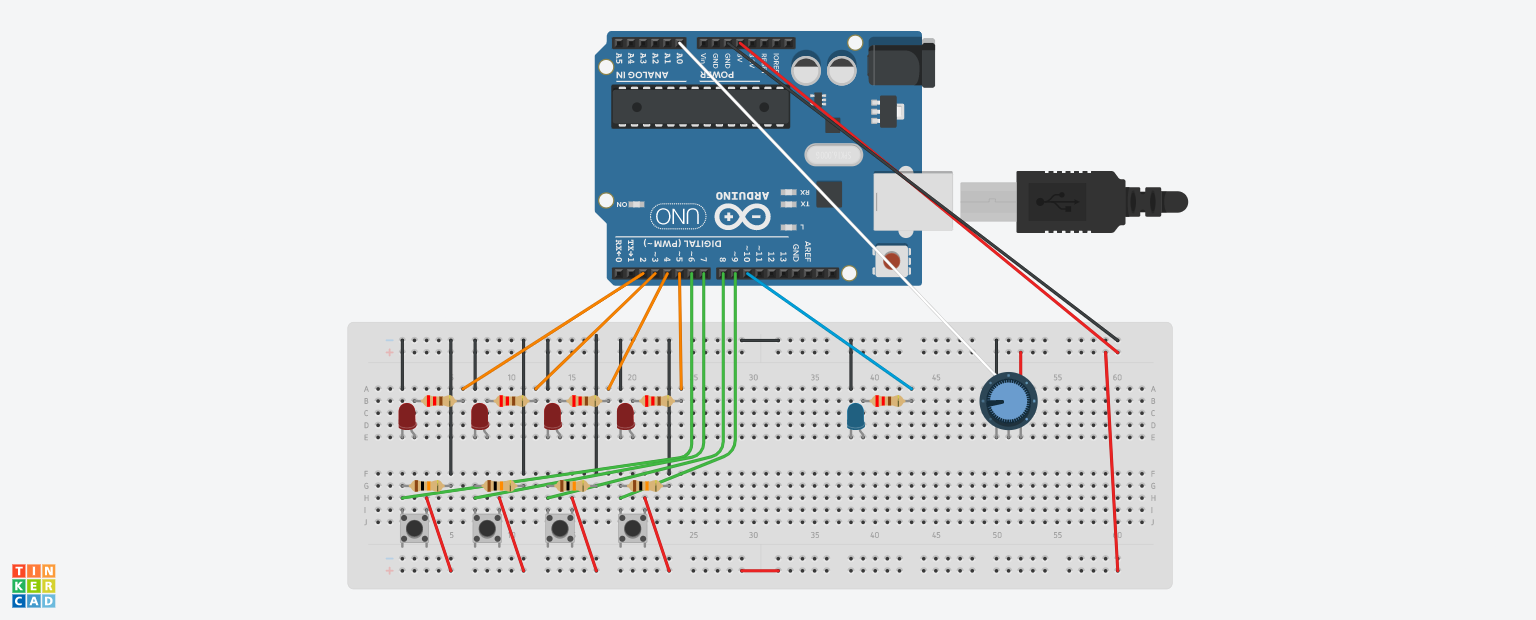 A5 A4 A3 A2 A1 A0 Vin GND GND 5V RE IOREF
ANALOG IN POWER
RX
TX
ARDUINO
ON
UNO
L
DIGITAL (PWM~)
RX←0 TX→1 2 ~3 4 ~5 ~6 7 8 ~9 ~10 ~11 12 13 GND AREF
− −
+ +
10 15 20 25 30 35 40 45 50 55 60
A A
B B
C C
D D
E E
F F
G G
H H
I I
J J
5 25 30 35 40 45 50 55 60
− −
+ +
TIN
KER
CAD